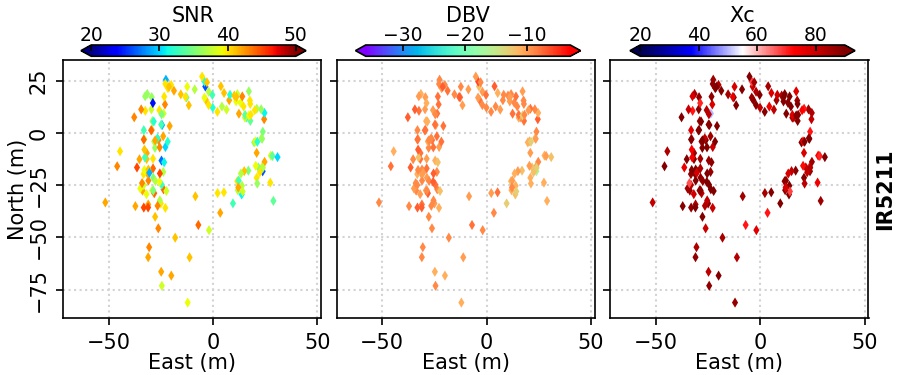 SNR DBV Xc
20 30 40 50 −30 −20 −10 20 40 60 80
25
0
−25
−50
−75
North (m)
−50 0 50 −50 0 50 −50 0 50
East (m) East (m) East (m)
IR5211